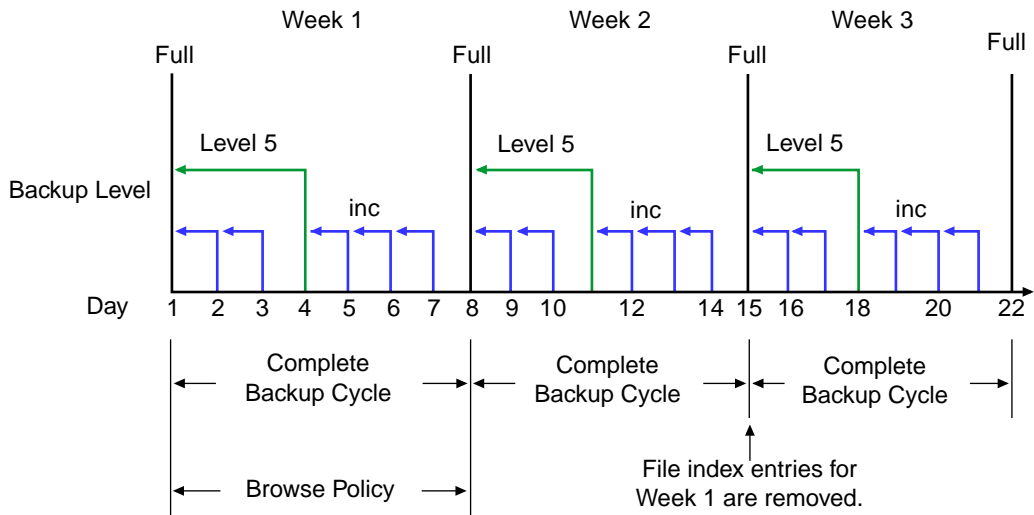 Week 1 Week 2 Week 3
Full Full Full Full
Level 5 Level 5 Level 5
Backup Level
inc inc inc
Day 1 2 3 4 5 6 7 8 9 10 12 14 15 16 18 20 22
Complete Complete Complete
Backup Cycle Backup Cycle Backup Cycle
File index entries for
Browse Policy Week 1 are removed.